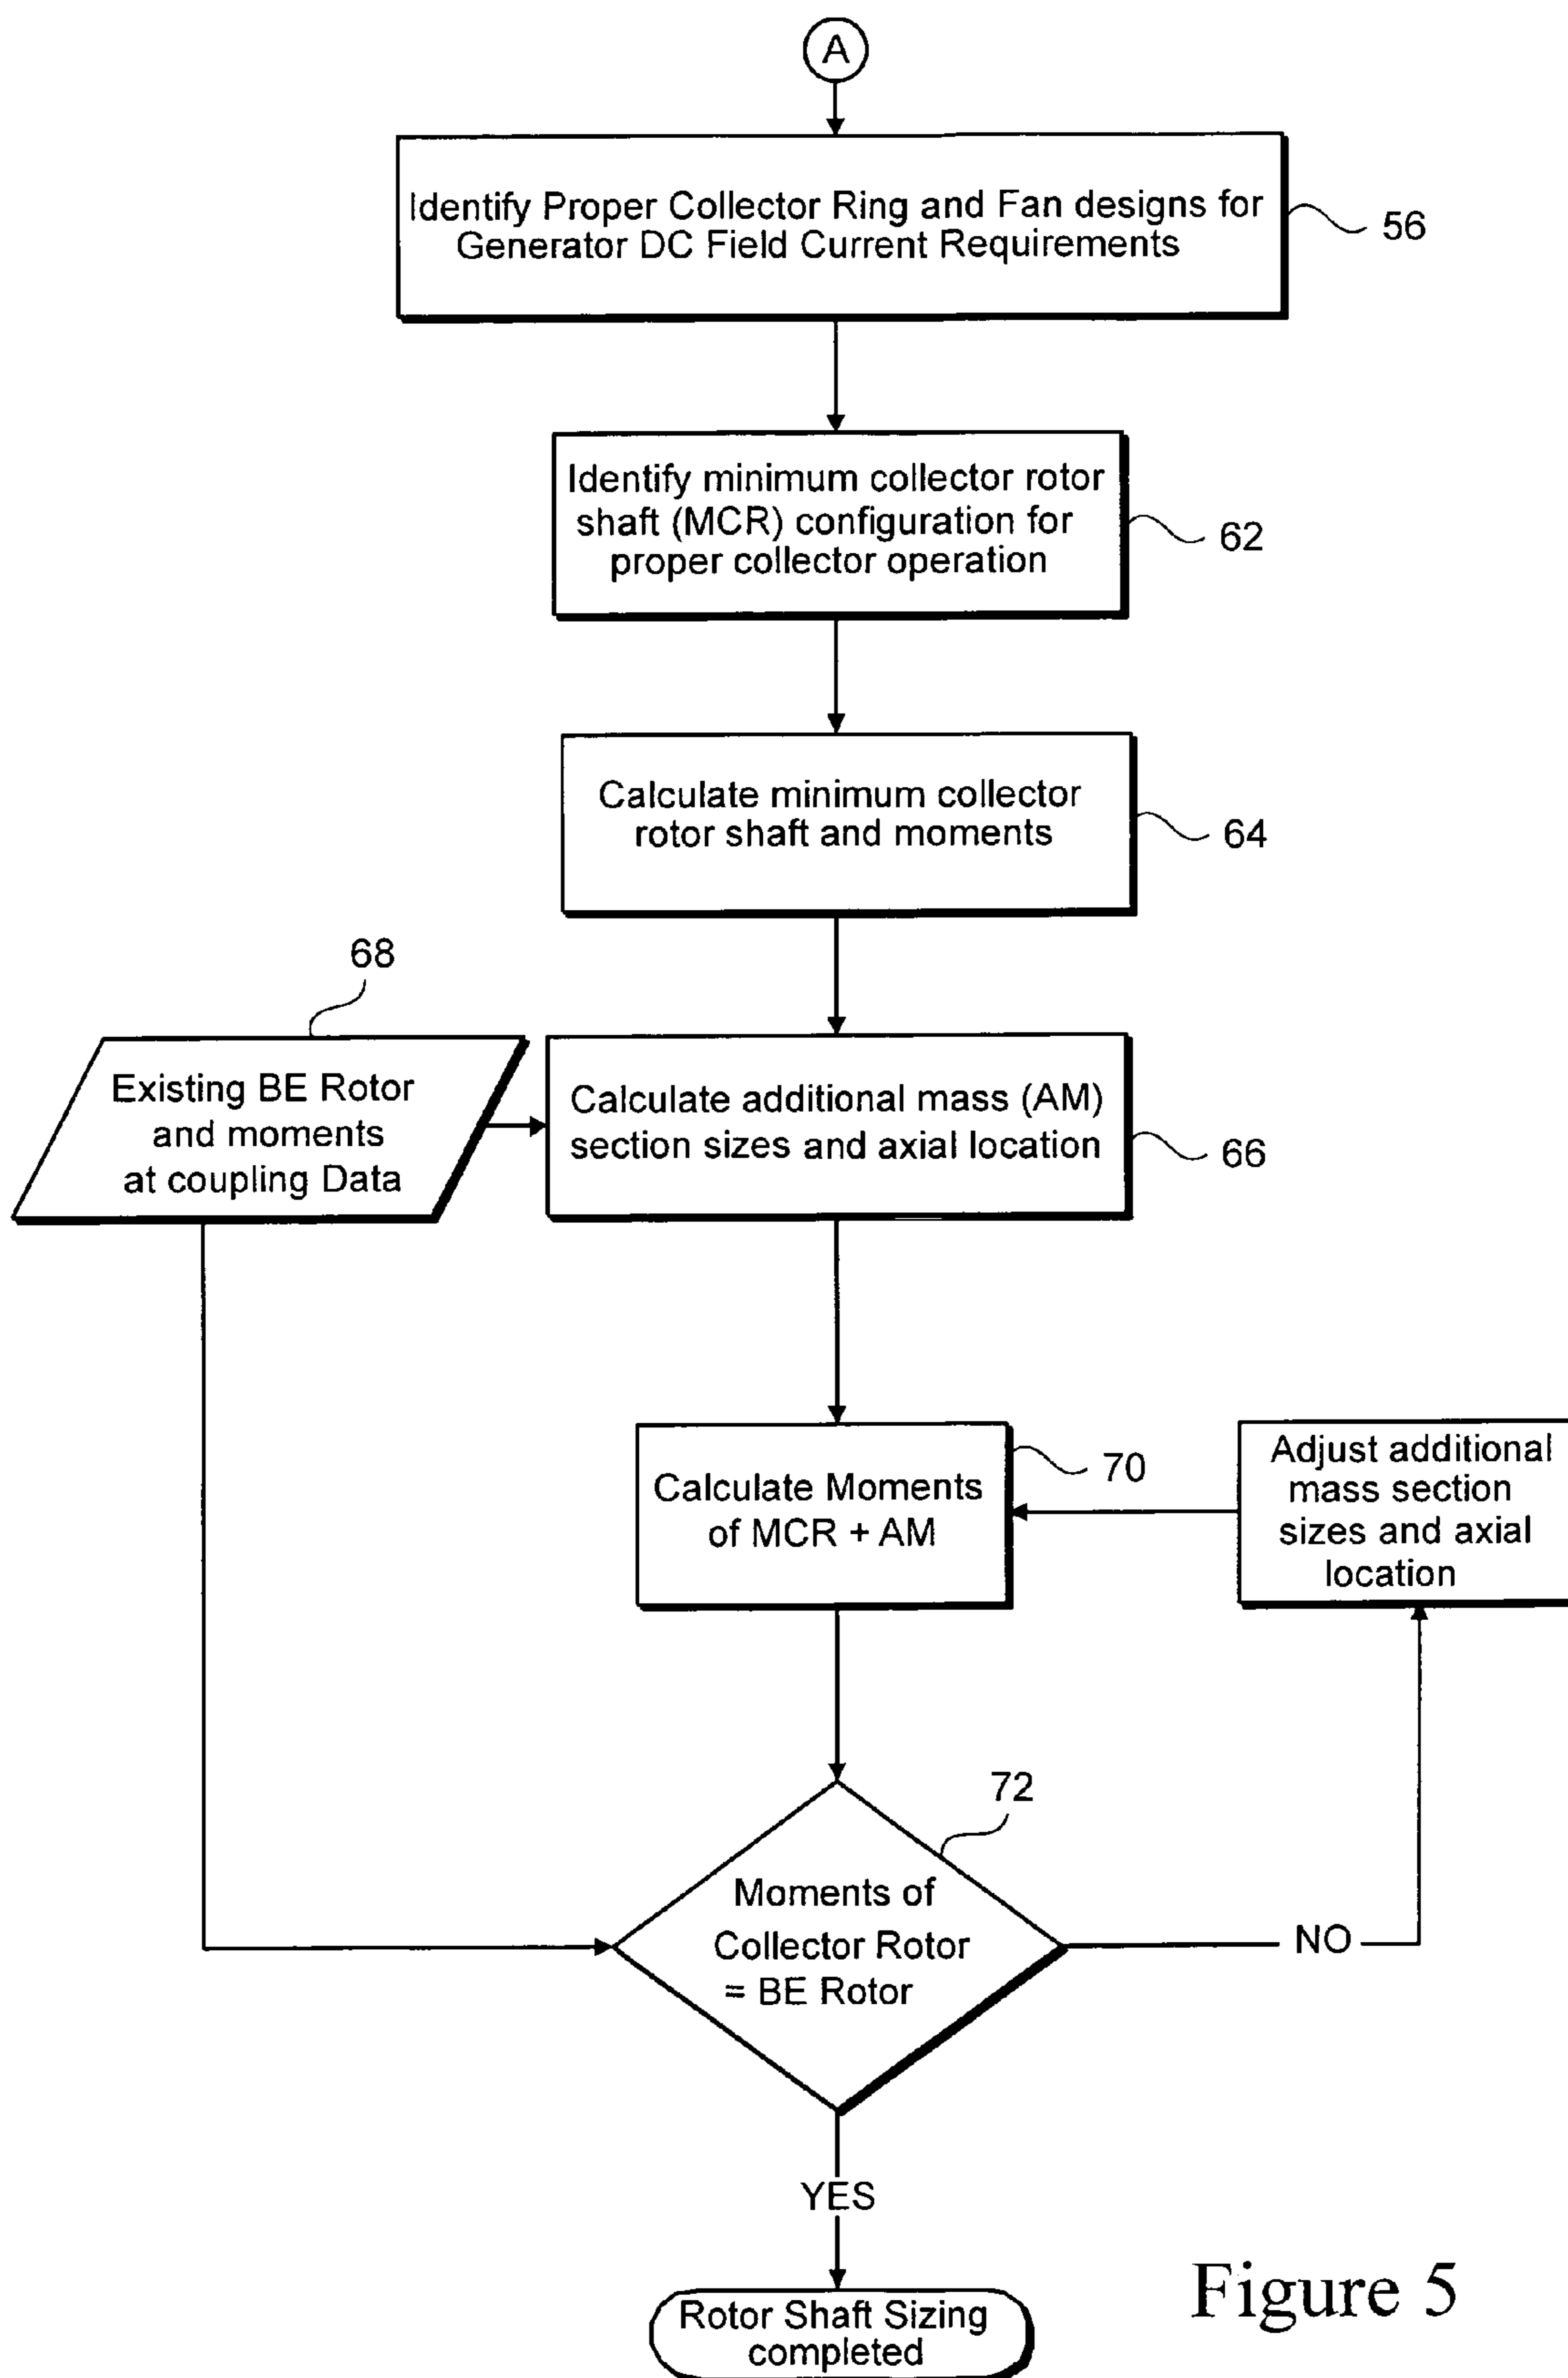 A
Identify Proper Collector Ring and Fan designs for
Generator DC Field Current Requirements
56
Identify minimum collector rotor
shaft (MCR) configuration for
proper collector operation
62
Calculate minimum collector
rotor shaft and moments
64
68
Existing BE Rotor
and moments
at coupling Data
Calculate additional mass (AM)
section sizes and axial location
66
Calculate Moments
of MCR + AM
70
Adjust additional
mass section
sizes and axial
location
72
Moments of
Collector Rotor
= BE Rotor
NO
YES
Rotor Shaft Sizing
completed
Figure 5